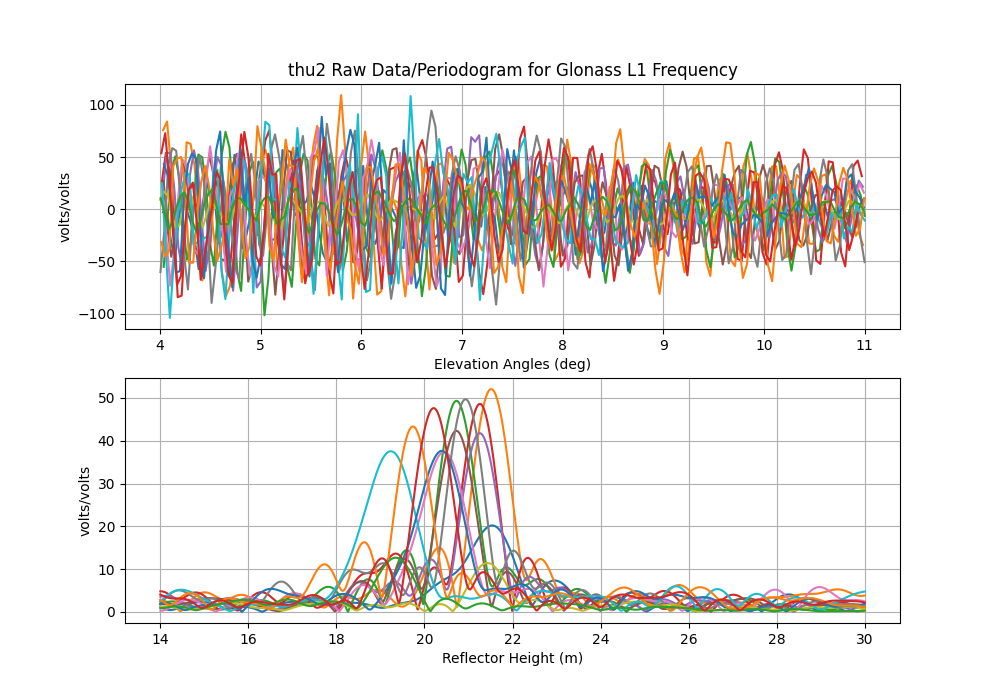 thu2 Raw Data/Periodogram for Glonass L1 Frequency
100
50
0
−50
−100
volts/volts
4 5 6 7 8 9 10 11
Elevation Angles (deg)
50
40
30
20
10
0
volts/volts
14 16 18 20 22 24 26 28 30
Reflector Height (m)